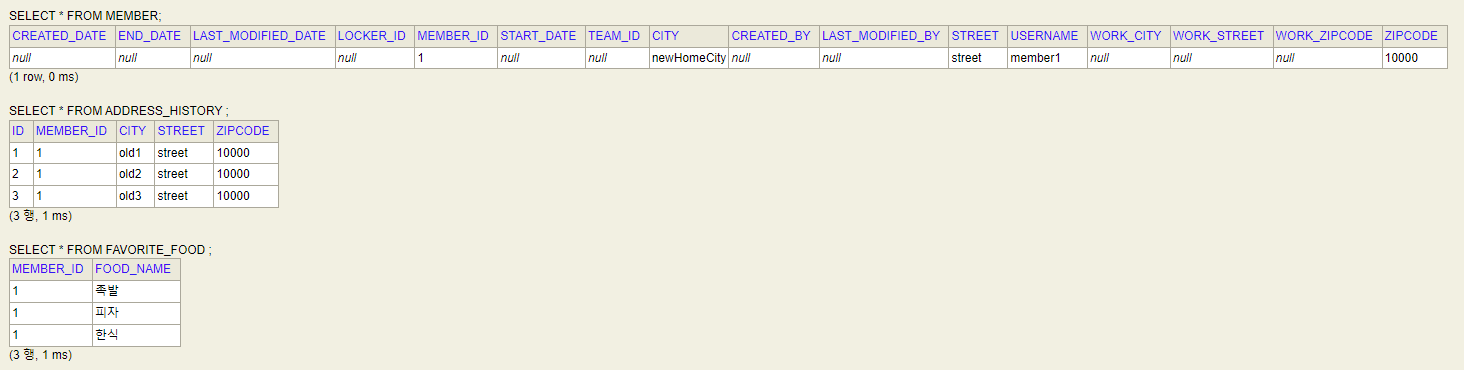 SELECT * FROM MEMBER;
CREATED_DATE END_DATE LAST_MODIFIED_DATE LOCKER_ID MEMBER_ID START_DATE TEAM_ID CITY CREATED_BY LAST_MODIFIED_BY STREET USERNAME WORK_CITY WORK_STREET WORK_ZIPCODE ZIPCODE
null null null null 1 null null newHomeCity null null street member1 null null null 10000
(1 row, 0 ms)
SELECT * FROM ADDRESS_HISTORY ;
ID MEMBER_ID CITY STREET ZIPCODE
1 1 old1 street 10000
2 1 old2 street 10000
3 1 old3 street 10000
(3 행, 1 ms)
SELECT * FROM FAVORITE_FOOD ;
MEMBER_ID FOOD_NAME
1 족발
1 피자
1 한식
(3 행, 1 ms)